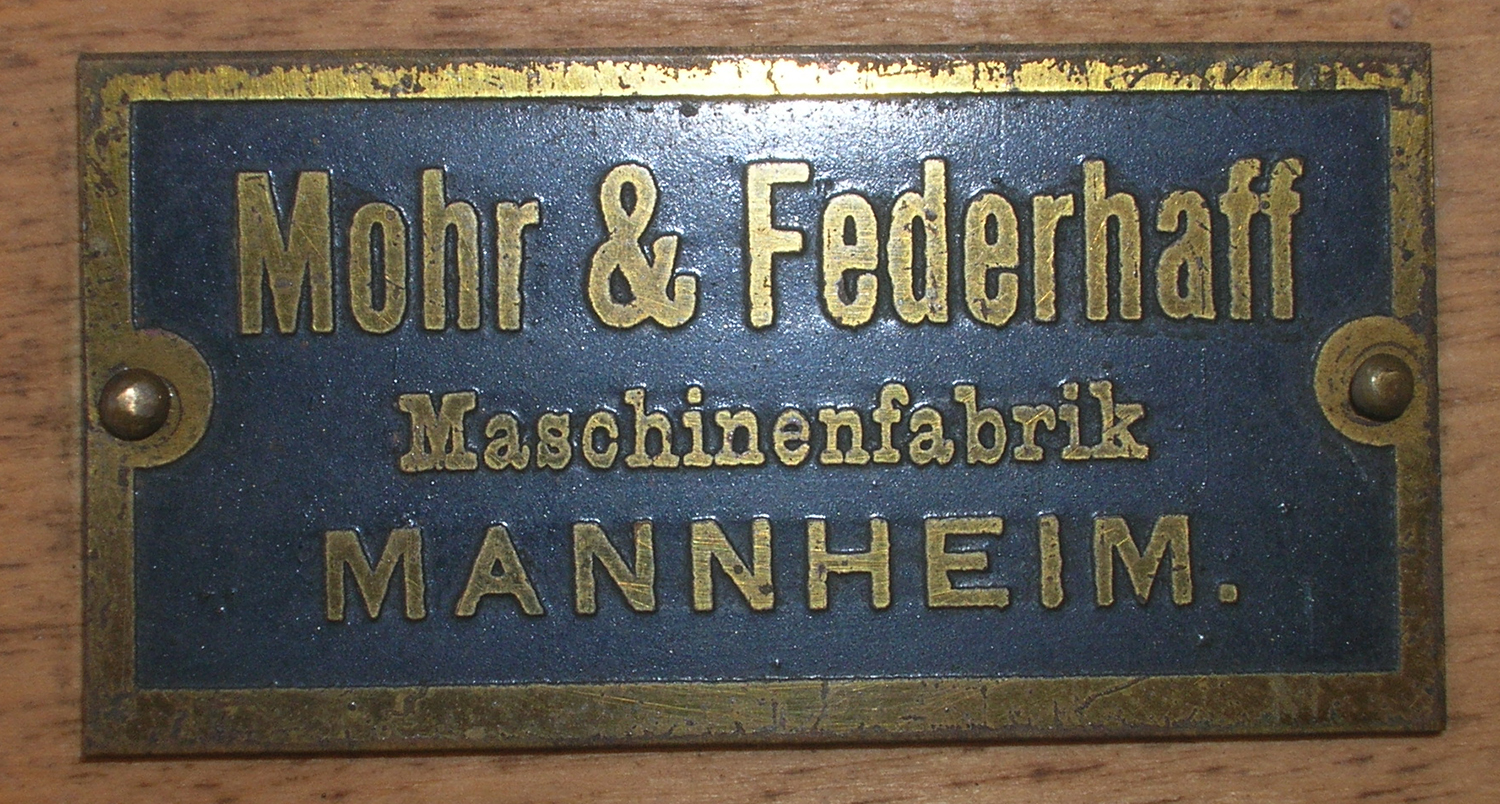 Mohr & Federhaff
Maschinenfabrik
MANNHEIM.